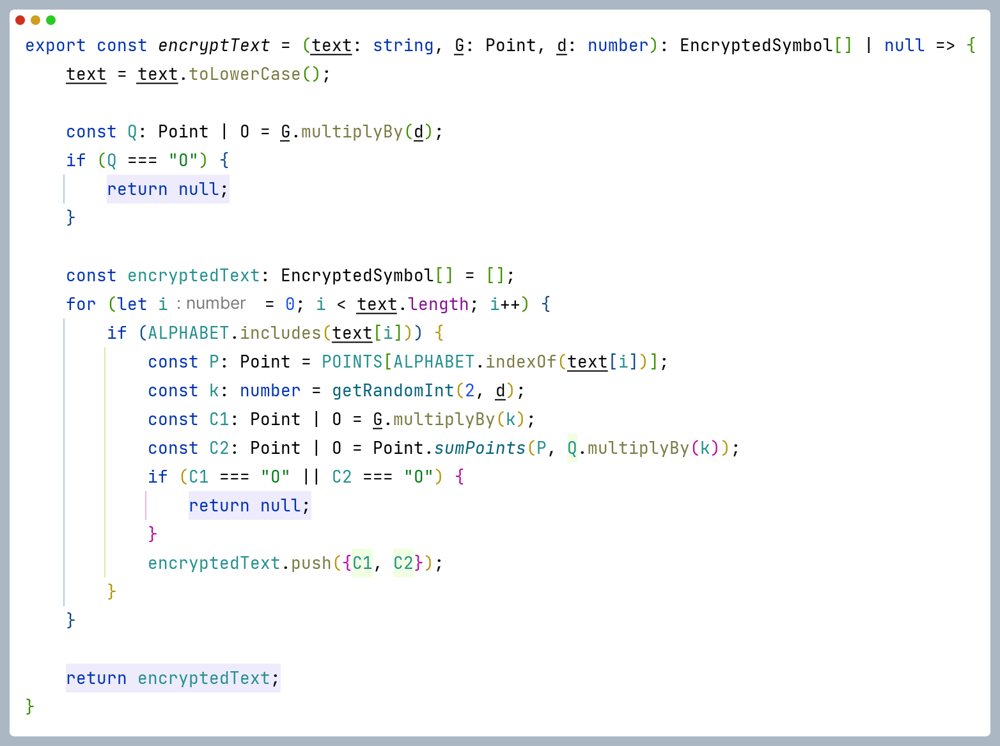 export const encryptText = (text: string, G: Point, d: number): EncryptedSymbol[] | null => {
    text = text.toLowerCase();

    const Q: Point | O = G.multiplyBy(d);
    if (Q === "O") {
        return null;
    }

    const encryptedText: EncryptedSymbol[] = [];
    for (let i : number = 0; i < text.length; i++) {
        if (ALPHABET.includes(text[i])) {
            const P: Point = POINTS[ALPHABET.indexOf(text[i])];
            const k: number = getRandomInt(2, d);
            const C1: Point | O = G.multiplyBy(k);
            const C2: Point | O = Point.sumPoints(P, Q.multiplyBy(k));
            if (C1 === "O" || C2 === "O") {
                return null;
            }
            encryptedText.push({C1, C2});
        }
    }

    return encryptedText;
}